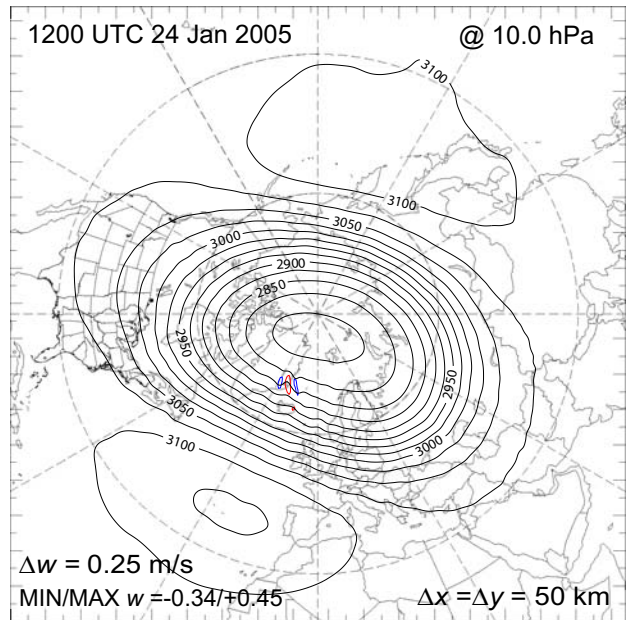 1200 UTC 24 Jan 2005
@ 10.0 hPa
3100
3100
3050
3000
2900
2850
2950
2950
3050
3000
3100
Δw = 0.25 m/s
MIN/MAX w =-0.34/+0.45
Δx =Δy = 50 km